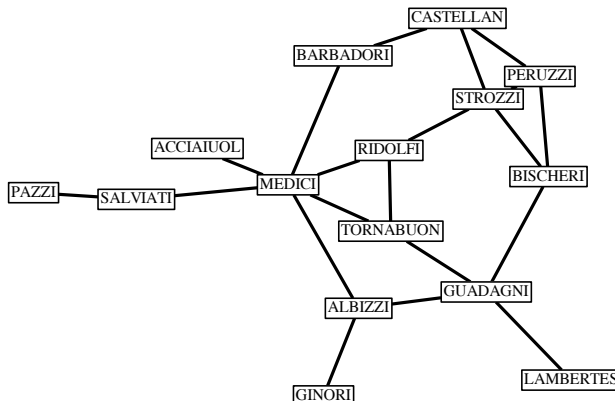 CASTELLAN
BARBADORI
PERUZZI
STROZZI
ACCIAIUOL
RIDOLFI
BISCHERI
MEDICI
PAZZI
SALVIATI
TORNABUON
GUADAGNI
ALBIZZI
LAMBERTES
GINORI